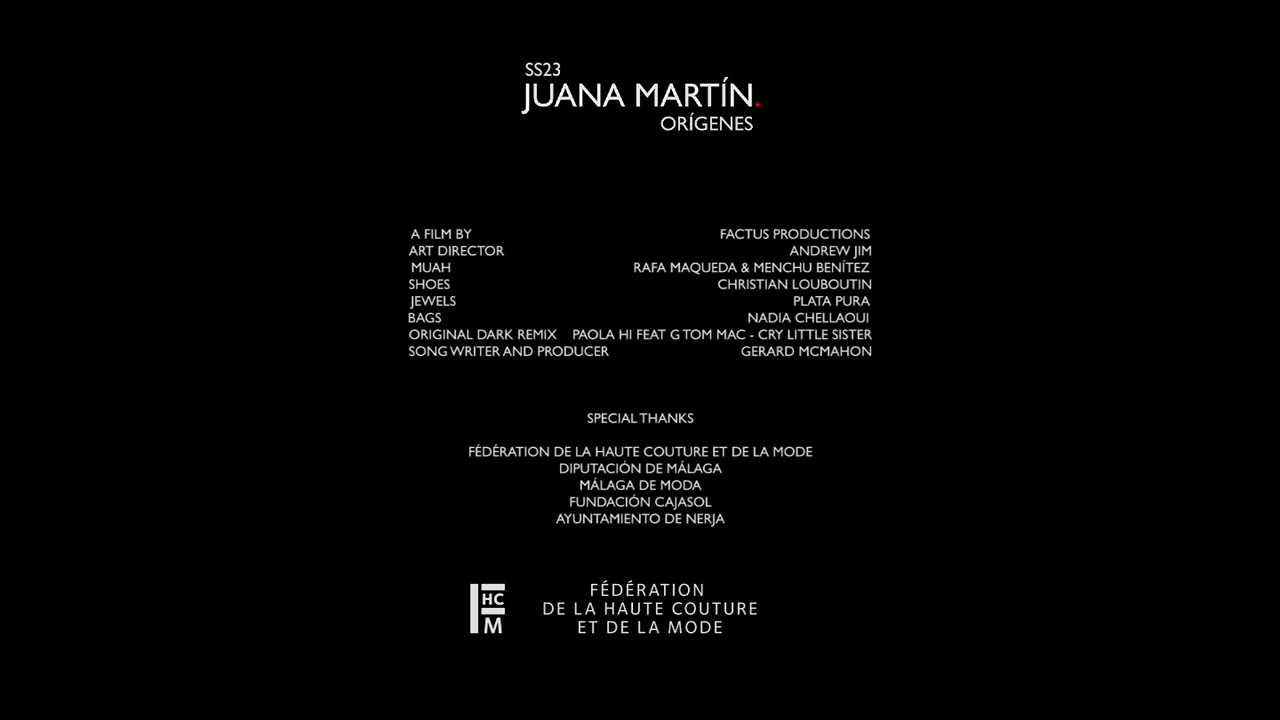 SS23
JUANA MARTÍN.
ORÍGENES
A FILM BY FACTUS PRODUCTIONS
ART DIRECTOR ANDREW JIM
MUAH RAFA MAQUEDA & MENCHU BENÍTEZ
SHOES CHRISTIAN LOUBOUTIN
JEWELS PLATA PURA
BAGS NADIA CHELLAOUI
ORIGINAL DARK REMIX PAOLA HI FEAT G TOM MAC - CRY LITTLE SISTER
SONG WRITER AND PRODUCER GERARD MCMAHON
SPECIAL THANKS
FÉDÉRATION DE LA HAUTE COUTURE ET DE LA MODE
DIPUTACIÓN DE MÁLAGA
MÁLAGA DE MODA
FUNDACIÓN CAJASOL
AYUNTAMIENTO DE NERJA
HC
M
FÉDÉRATION
DE LA HAUTE COUTURE
ET DE LA MODE